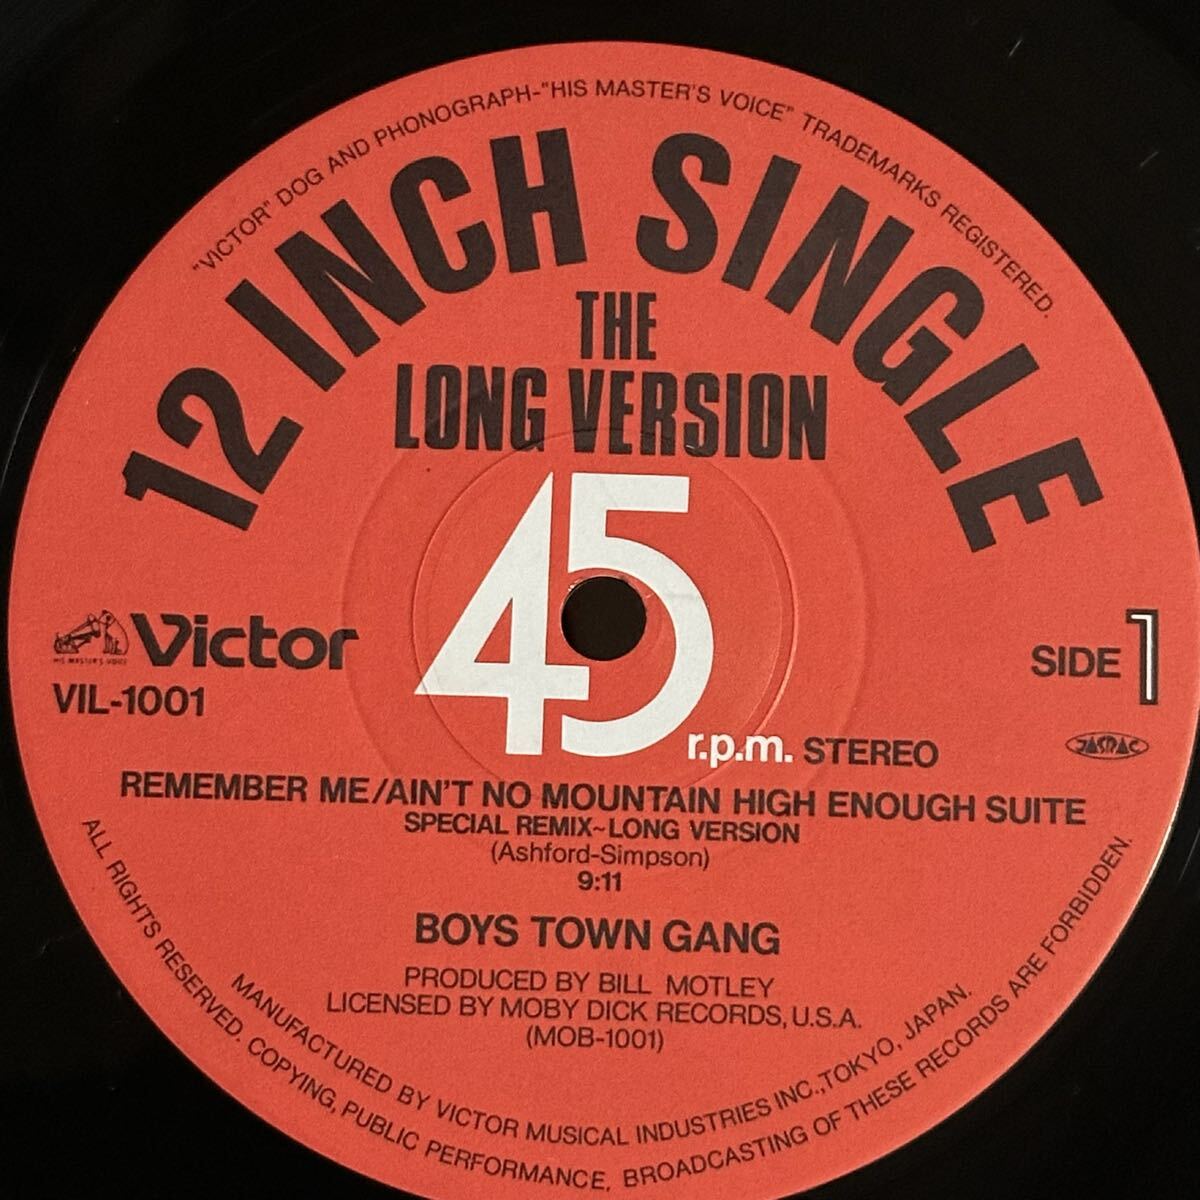 "VICTOR" DOG AND PHONOGRAPH-"HIS MASTER'S VOICE" TRADEMARKS REGISTERED.
12 INCH SINGLE
THE
LONG VERSION
45
r.p.m. STEREO
HIS MASTER'S VOICE
Victor
VIL-1001
SIDE 1
JASRAC
REMEMBER ME/AIN'T NO MOUNTAIN HIGH ENOUGH SUITE
SPECIAL REMIX~LONG VERSION
(Ashford-Simpson)
9:11
BOYS TOWN GANG
PRODUCED BY BILL MOTLEY
LICENSED BY MOBY DICK RECORDS, U.S.A.
(MOB-1001)
MANUFACTURED BY VICTOR MUSICAL INDUSTRIES INC., TOKYO, JAPAN.
ALL RIGHTS RESERVED. COPYING, PUBLIC PERFORMANCE, BROADCASTING OF THESE RECORDS ARE FORBIDDEN.